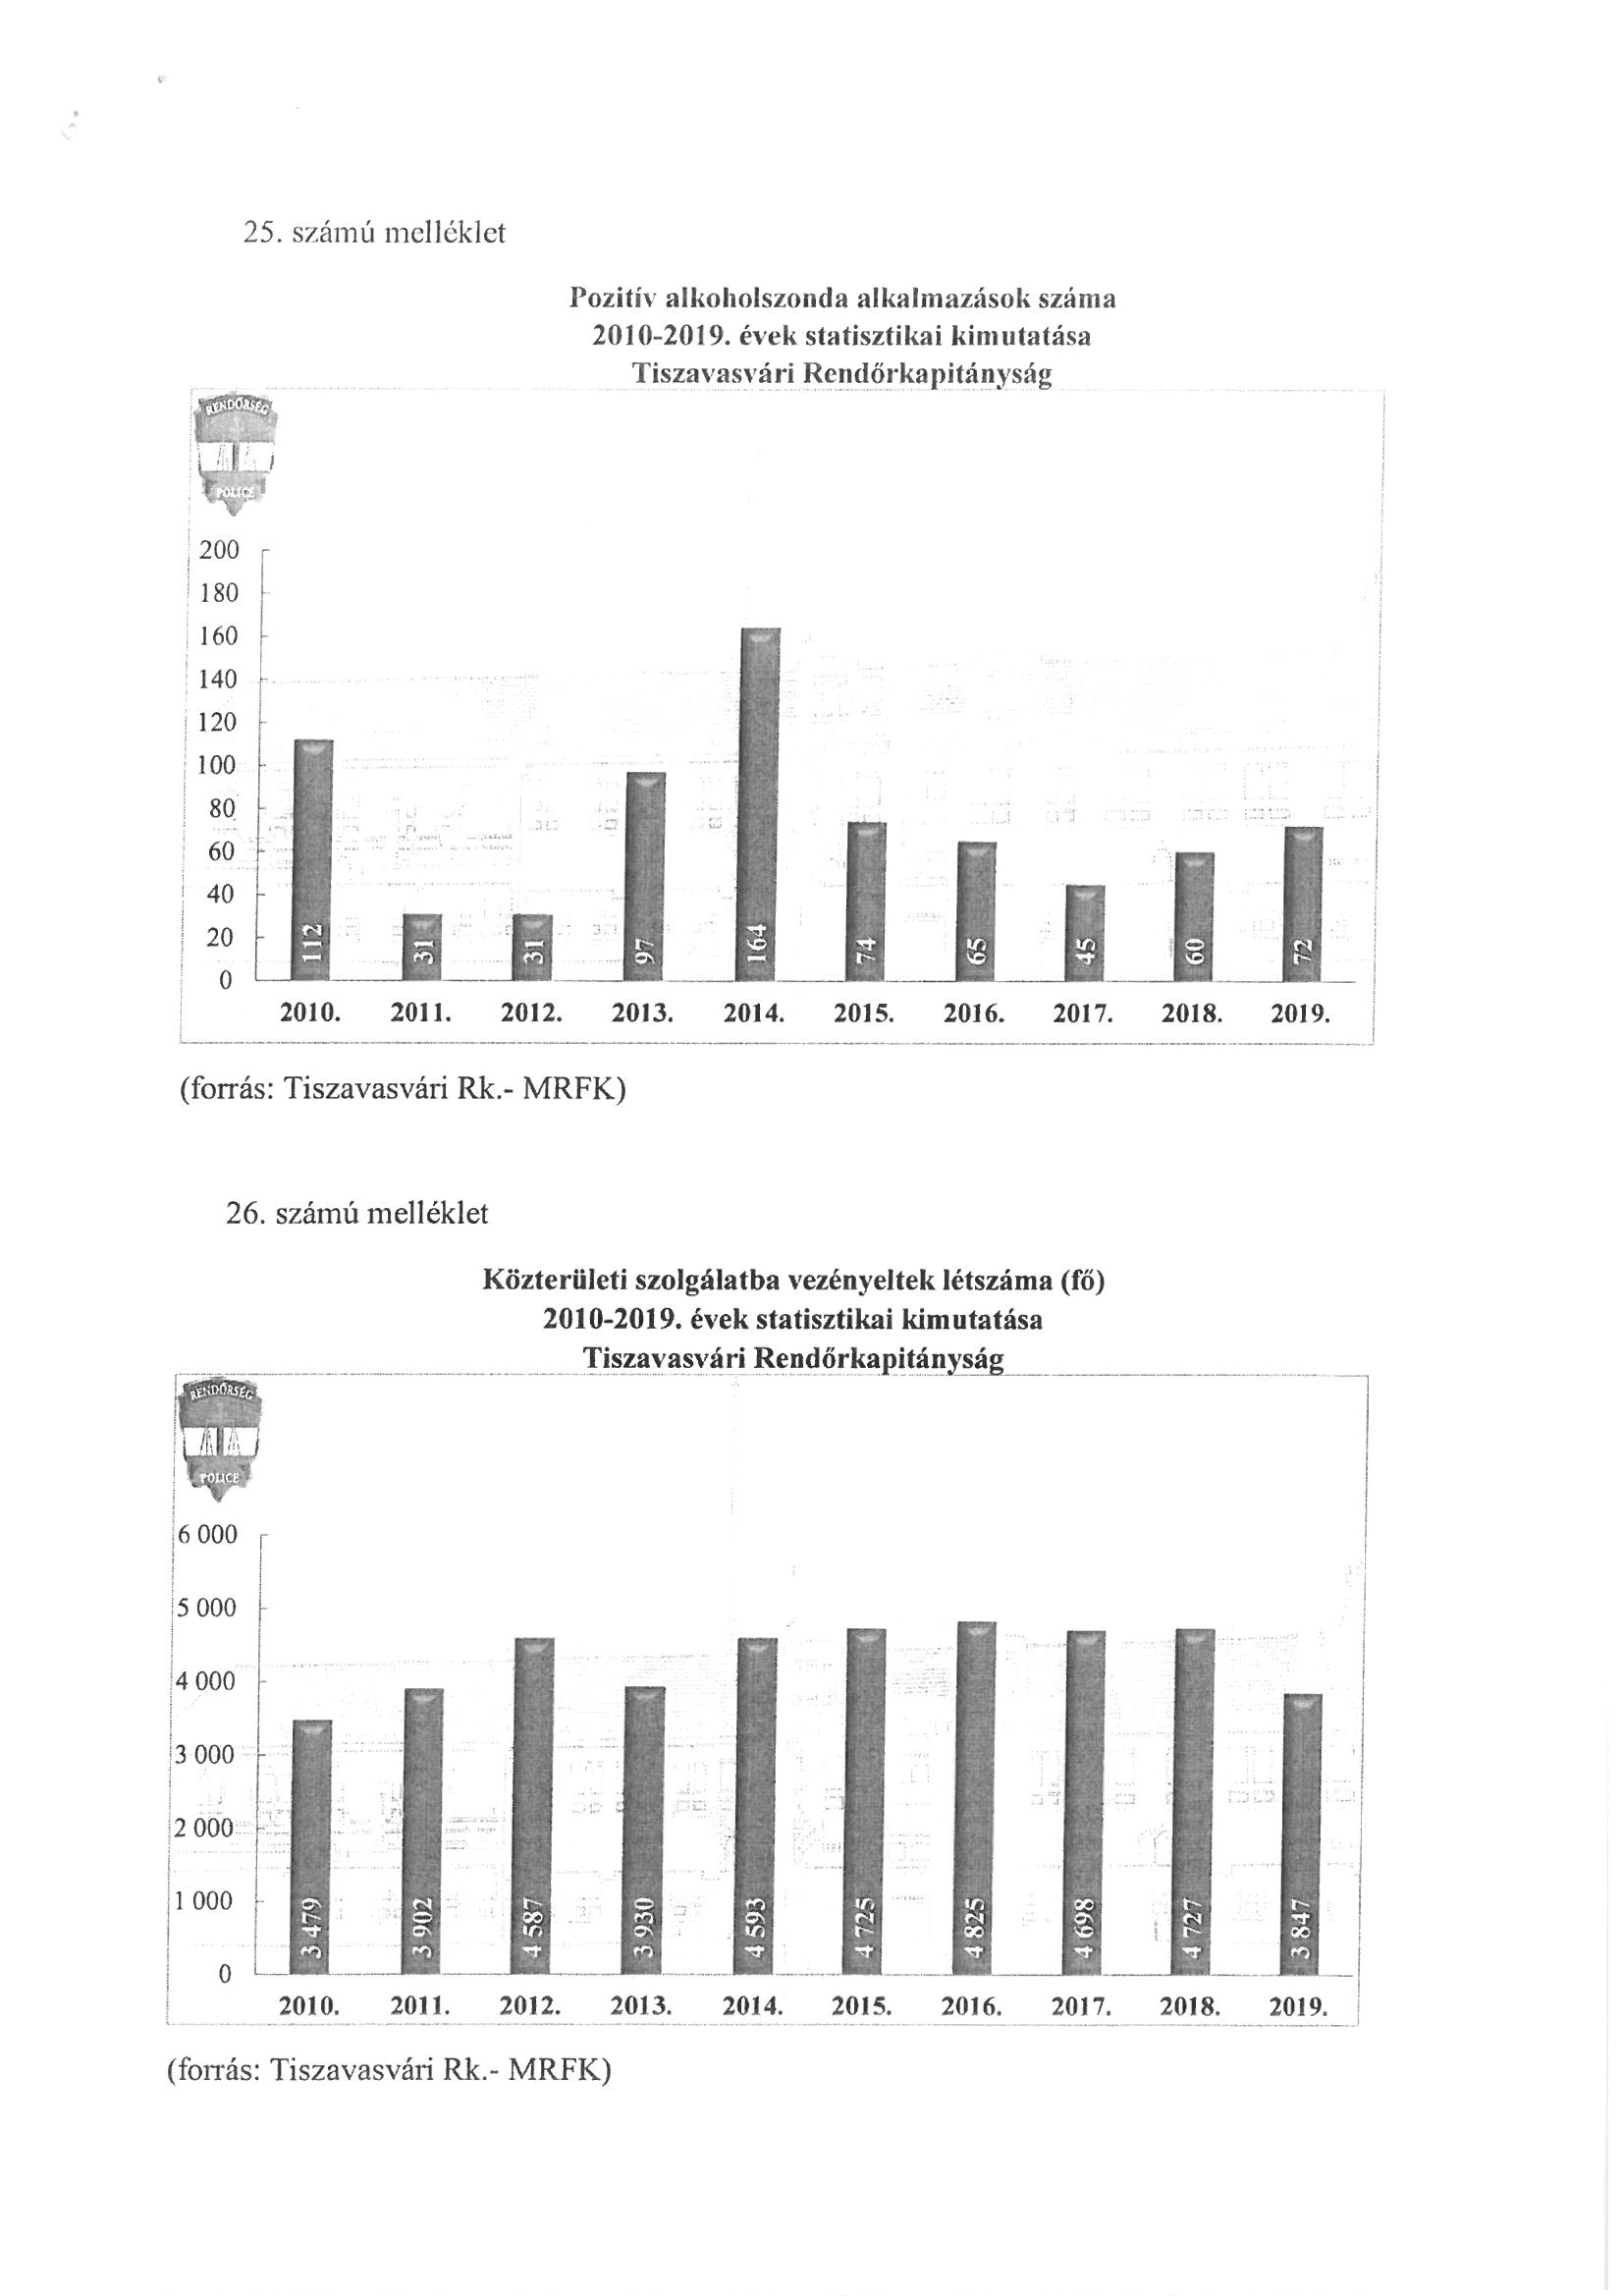 25. számú melléklet
Pozitív alkoholszonda alkalmazások száma
2010-2019. évek statisztikai kimutatása
Tiszavasvári Rendőrkapitányság
RENDŐRSÉG
POLICE
200
180
160
140
120
100
80
60
40
20
0
112
31
31
97
164
74
65
45
60
72
2010. 2011. 2012. 2013. 2014. 2015. 2016. 2017. 2018. 2019.
(forrás: Tiszavasvári Rk.- MRFK)
26. számú melléklet
Közterületi szolgálatba vezényeltek létszáma (fő)
2010-2019. évek statisztikai kimutatása
Tiszavasvári Rendőrkapitányság
RENDŐRSÉG
POLICE
6 000
5 000
4 000
3 000
2 000
1 000
0
3 479
3 902
4 587
3 930
4 593
4 725
4 825
4 698
4 727
3 847
2010. 2011. 2012. 2013. 2014. 2015. 2016. 2017. 2018. 2019.
(forrás: Tiszavasvári Rk.- MRFK)